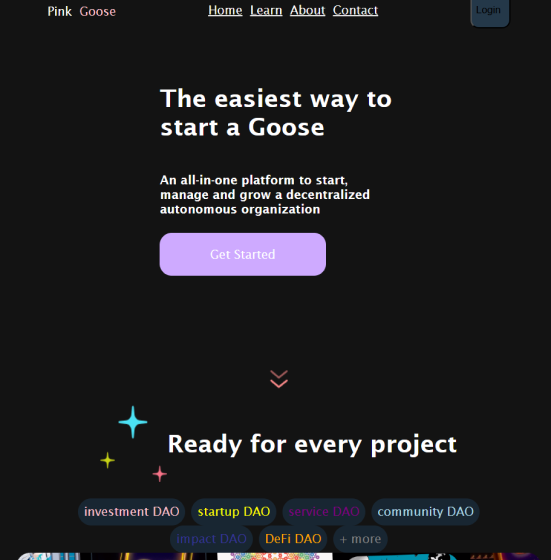 Pink Goose Home Learn About Contact Login
The easiest way to
start a Goose
An all-in-one platform to start,
manage and grow a decentralized
autonomous organization
Get Started
Ready for every project
investment DAO startup DAO service DAO community DAO
impact DAO DeFi DAO + more